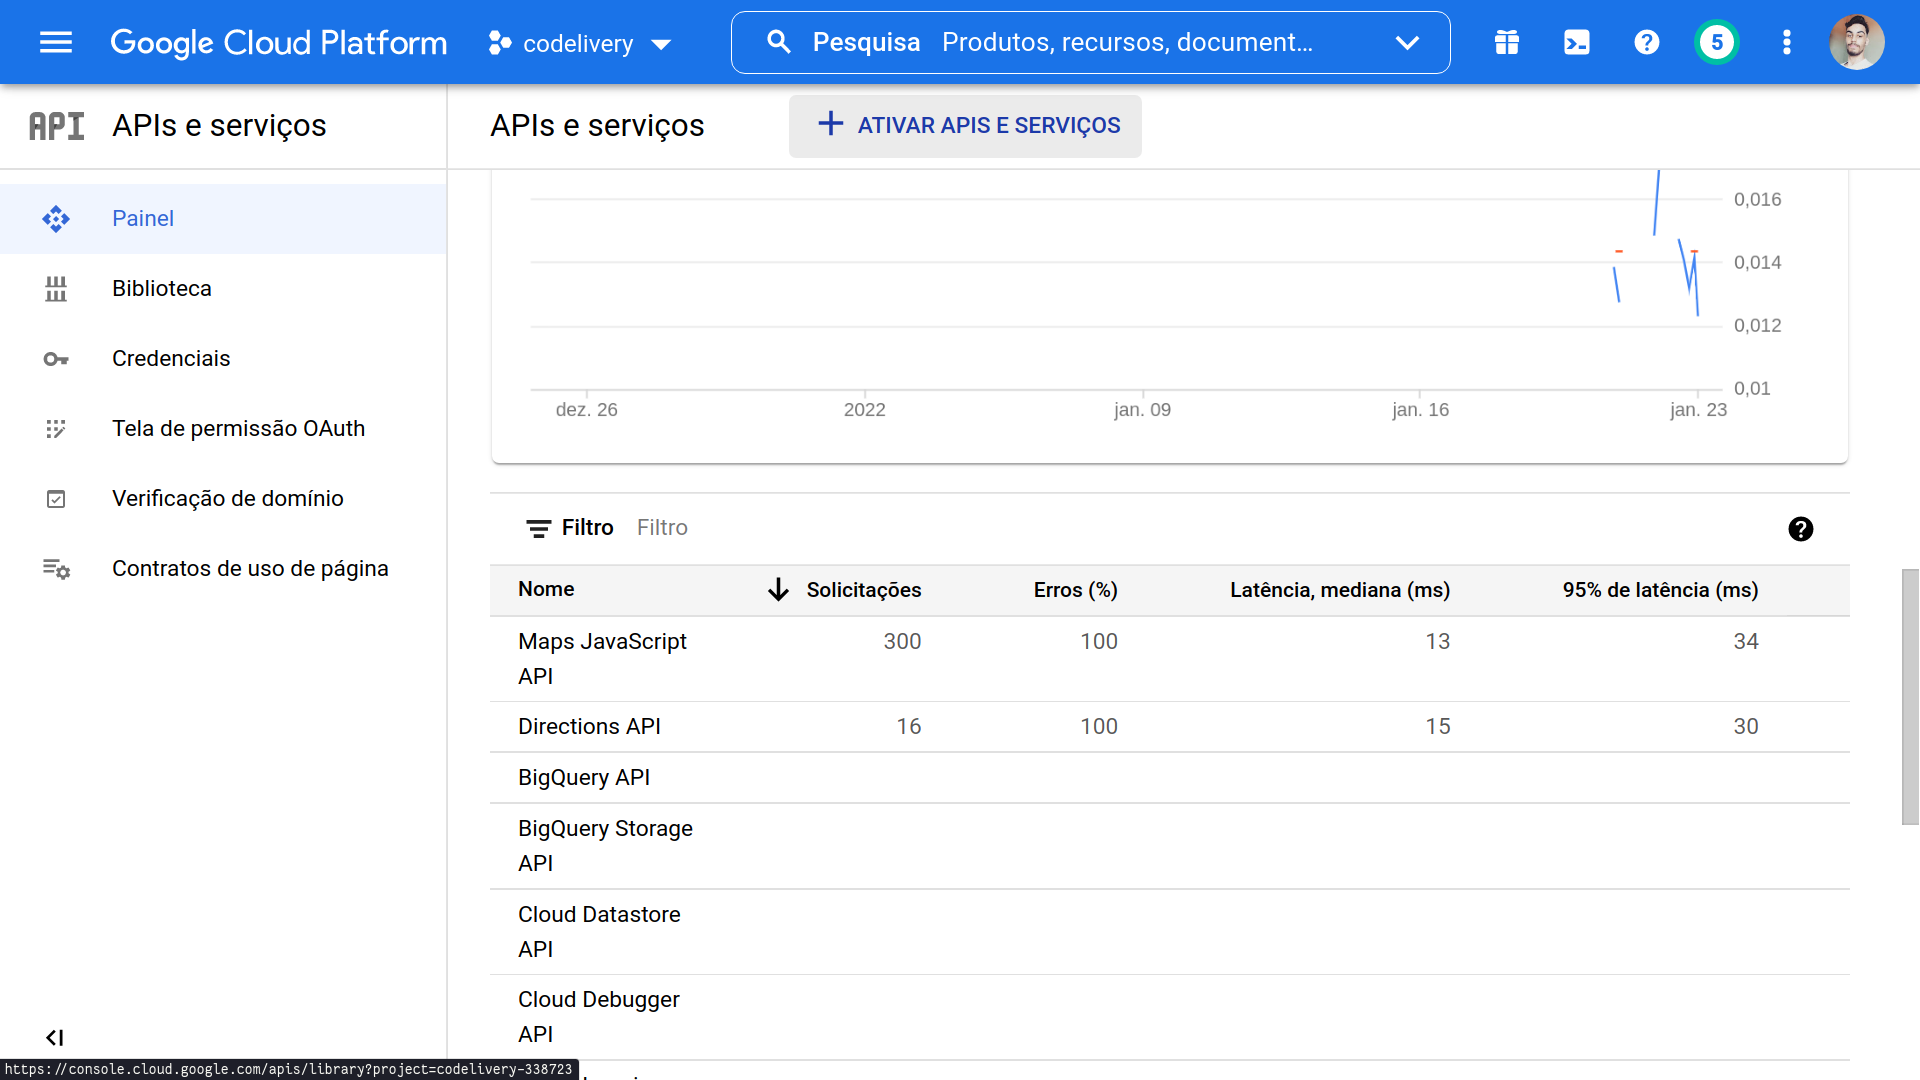 Google Cloud Platform
codelivery
Pesquisa Produtos, recursos, document...
5
API APIs e serviços
APIs e serviços
ATIVAR APIS E SERVIÇOS
Painel
Biblioteca
Credenciais
Tela de permissão OAuth
Verificação de domínio
Contratos de uso de página
0,016
0,014
0,012
0,01
dez. 26 2022 jan. 09 jan. 16 jan. 23
Filtro Filtro
Nome Solicitações Erros (%) Latência, mediana (ms) 95% de latência (ms)
Maps JavaScript
API 300 100 13 34
Directions API 16 100 15 30
BigQuery API
BigQuery Storage
API
Cloud Datastore
API
Cloud Debugger
API
https://console.cloud.google.com/apis/library?project=codelivery-338723